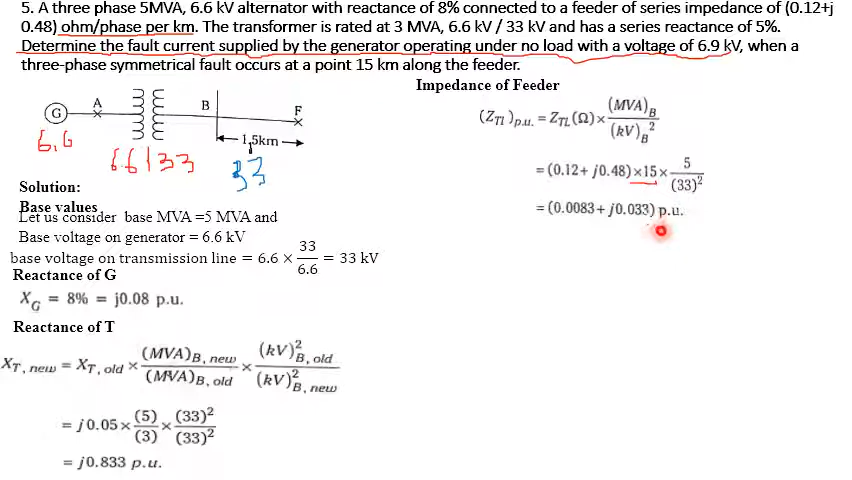 5. A three phase 5MVA, 6.6 kV alternator with reactance of 8% connected to a feeder of series impedance of (0.12+j
0.48) ohm/phase per km. The transformer is rated at 3 MVA, 6.6 kV / 33 kV and has a series reactance of 5%.
Determine the fault current supplied by the generator operating under no load with a voltage of 6.9 kV, when a
three-phase symmetrical fault occurs at a point 15 km along the feeder.
G A B F
1,5km
6.6
6.6 133
33
Solution:
Base values
Let us consider base MVA =5 MVA and
Base voltage on generator = 6.6 kV
base voltage on transmission line = 6.6 × 33/6.6 = 33 kV
Reactance of G
X_G = 8% = j0.08 p.u.
Reactance of T
X_T, new = X_T, old × (MVA)_B, new/(MVA)_B, old × (kV)²_B, old/(kV)²_B, new
= j0.05 × (5)/(3) × (33)²/(33)²
= j0.833 p.u.
Impedance of Feeder
(Z_Tl)_p.u. = Z_TL(Ω) × (MVA)_B/(kV)_B²
= (0.12 + j0.48) × 15 × 5/(33)²
= (0.0083 + j0.033) p.u.